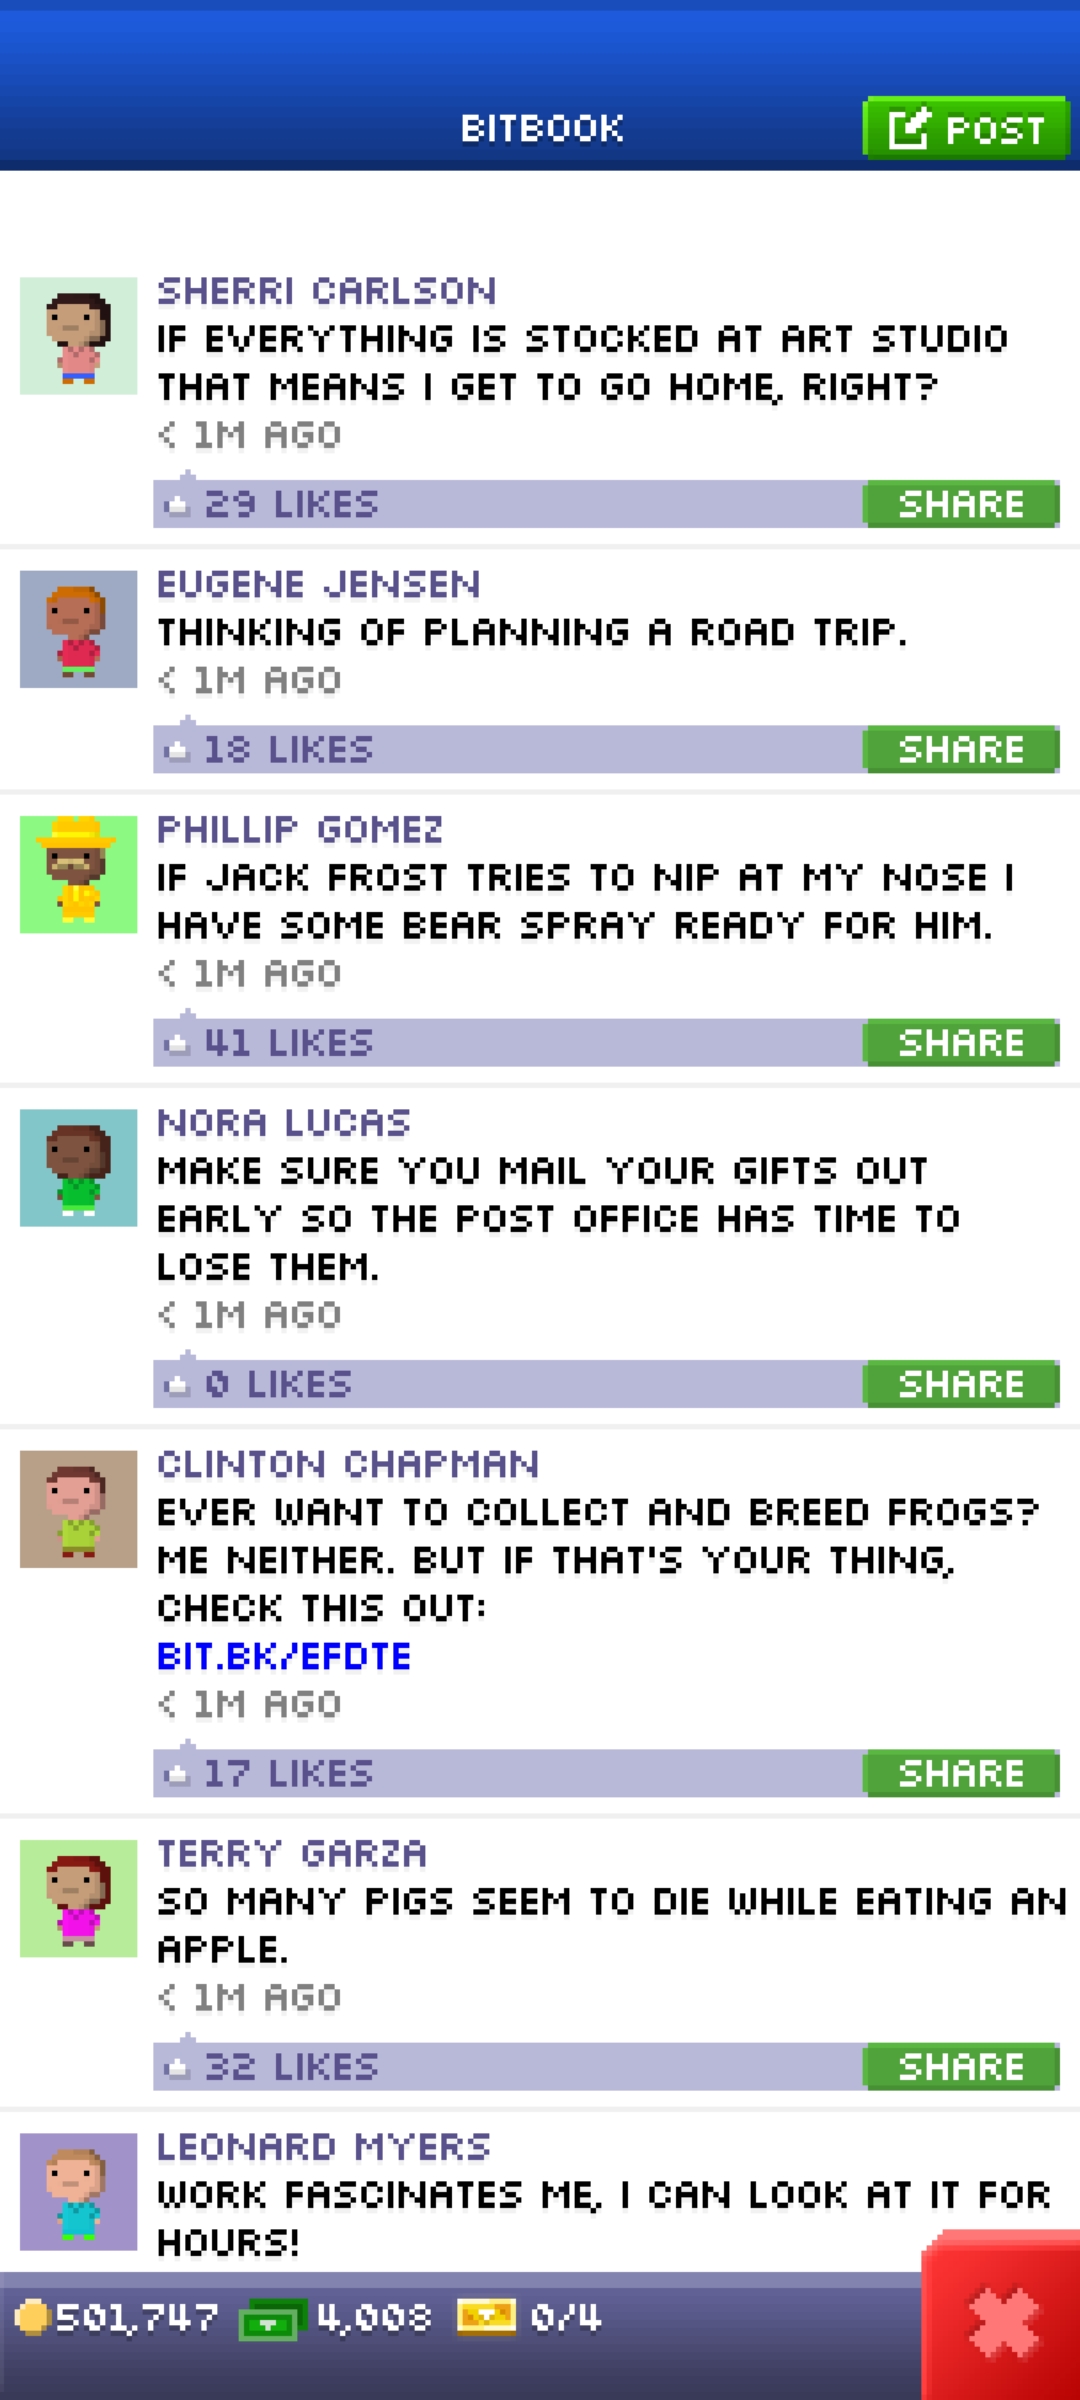 BITBOOK
POST
SHERRI CARLSON
IF EVERYTHING IS STOCKED AT ART STUDIO
THAT MEANS I GET TO GO HOME, RIGHT?
< 1M AGO
29 LIKES
SHARE
EUGENE JENSEN
THINKING OF PLANNING A ROAD TRIP.
< 1M AGO
18 LIKES
SHARE
PHILLIP GOMEZ
IF JACK FROST TRIES TO NIP AT MY NOSE I
HAVE SOME BEAR SPRAY READY FOR HIM.
< 1M AGO
41 LIKES
SHARE
NORA LUCAS
MAKE SURE YOU MAIL YOUR GIFTS OUT
EARLY SO THE POST OFFICE HAS TIME TO
LOSE THEM.
< 1M AGO
0 LIKES
SHARE
CLINTON CHAPMAN
EVER WANT TO COLLECT AND BREED FROGS?
ME NEITHER. BUT IF THAT'S YOUR THING,
CHECK THIS OUT:
BIT.BK/EFDTE
< 1M AGO
17 LIKES
SHARE
TERRY GARZA
SO MANY PIGS SEEM TO DIE WHILE EATING AN
APPLE.
< 1M AGO
32 LIKES
SHARE
LEONARD MYERS
WORK FASCINATES ME, I CAN LOOK AT IT FOR
HOURS!
501,747 4,008 0/4